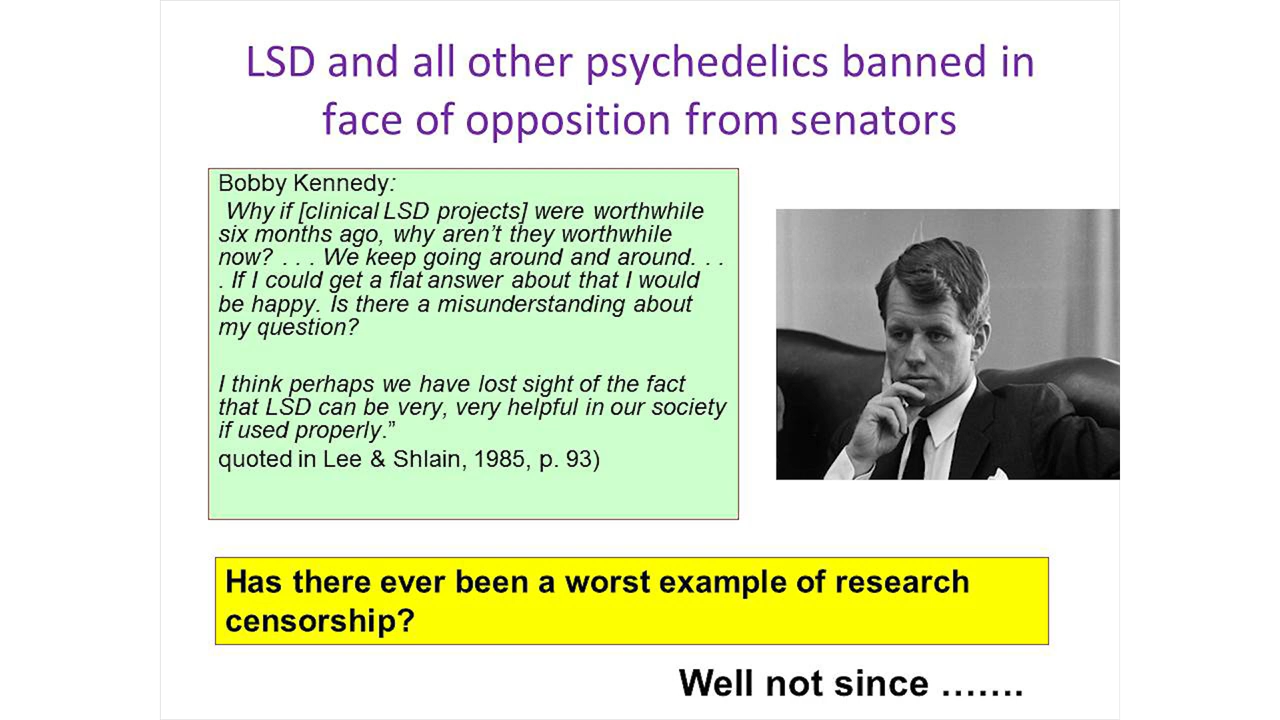 LSD and all other psychedelics banned in
face of opposition from senators
Bobby Kennedy:
Why if [clinical LSD projects] were worthwhile
six months ago, why aren't they worthwhile
now? . . . We keep going around and around. . .
. If I could get a flat answer about that I would
be happy. Is there a misunderstanding about
my question?
I think perhaps we have lost sight of the fact
that LSD can be very, very helpful in our society
if used properly.”
quoted in Lee & Shlain, 1985, p. 93)
Has there ever been a worst example of research
censorship?
Well not since …….